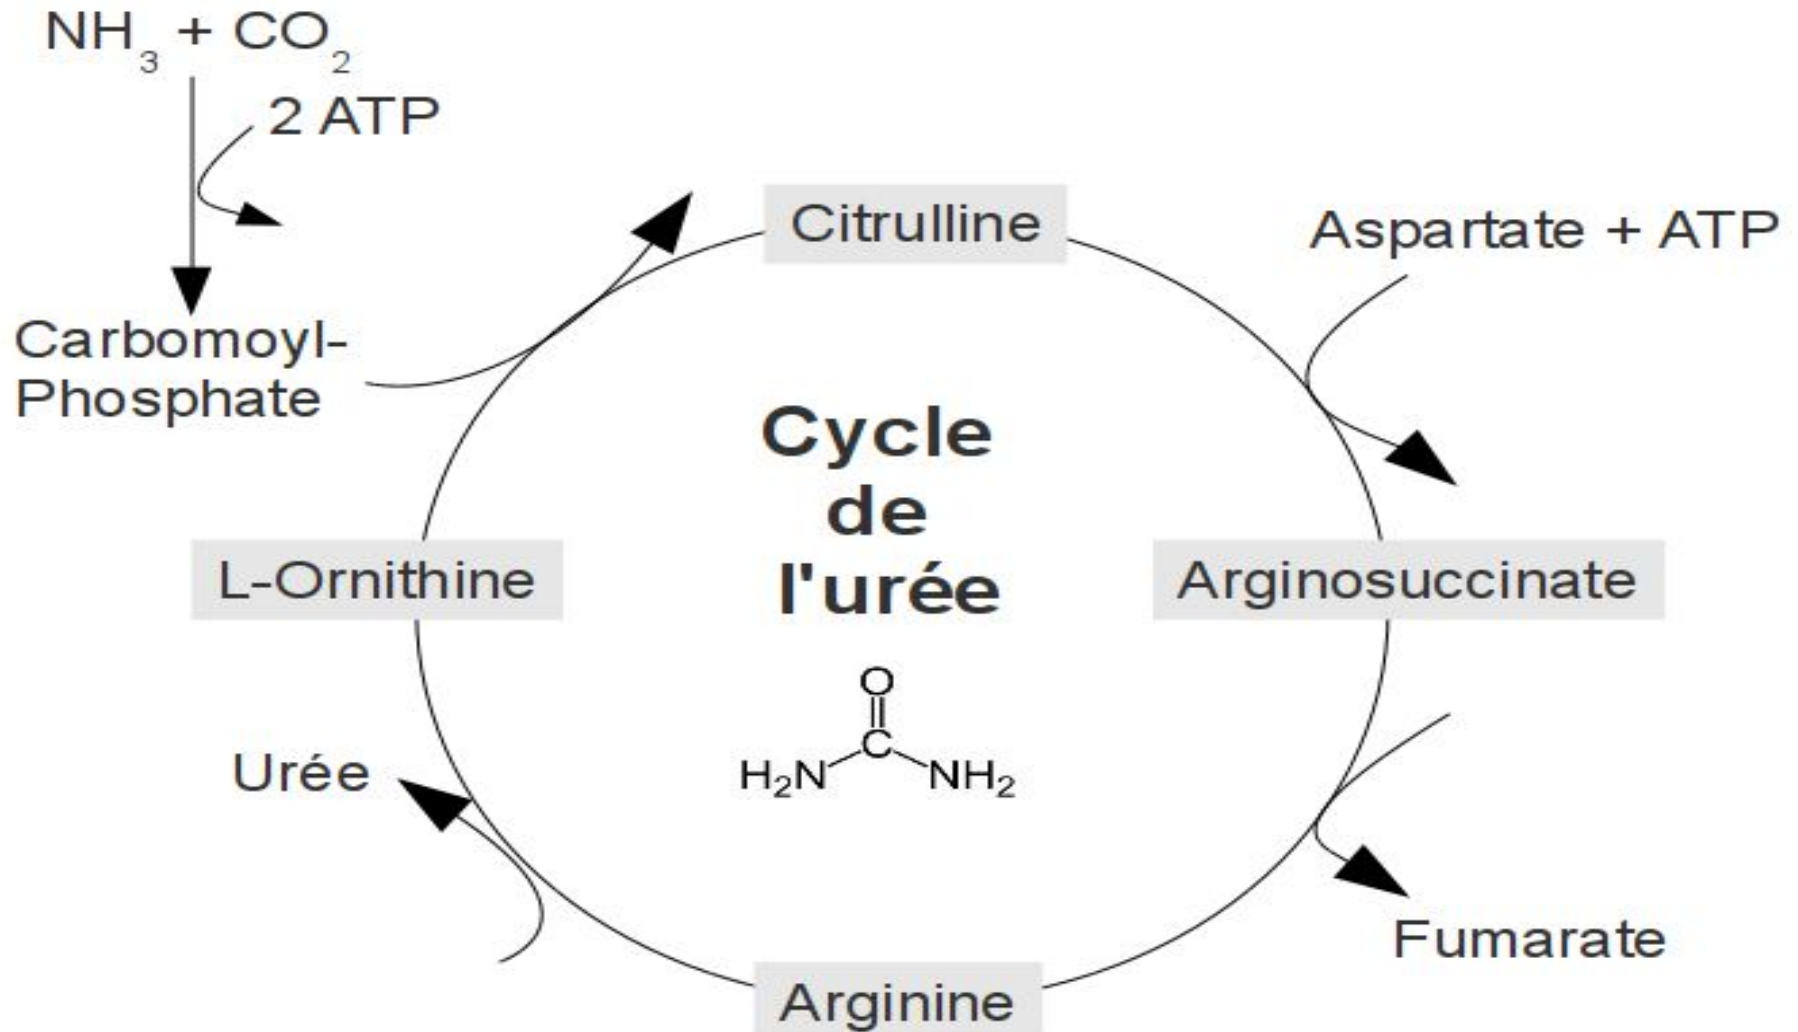 NH3 + CO2
2 ATP
Carbomoyl-
Phosphate
Citrulline
Aspartate + ATP
Cycle
de
l'urée
L-Ornithine
Arginosuccinate
O
C
H2N
NH2
Urée
Fumarate
Arginine